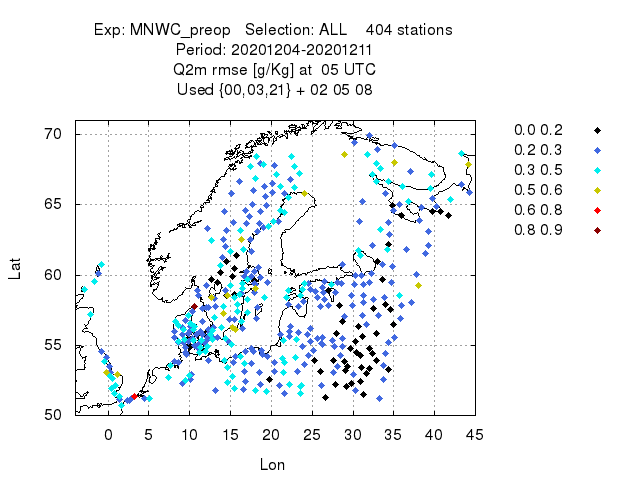 Exp: MNWC_preop   Selection: ALL    404 stations
Period: 20201204-20201211
Q2m rmse [g/Kg] at  05 UTC
Used {00,03,21} + 02 05 08
0.0 0.2
0.2 0.3
0.3 0.5
0.5 0.6
0.6 0.8
0.8 0.9
70
65
60
55
50
Lat
0 5 10 15 20 25 30 35 40 45
Lon